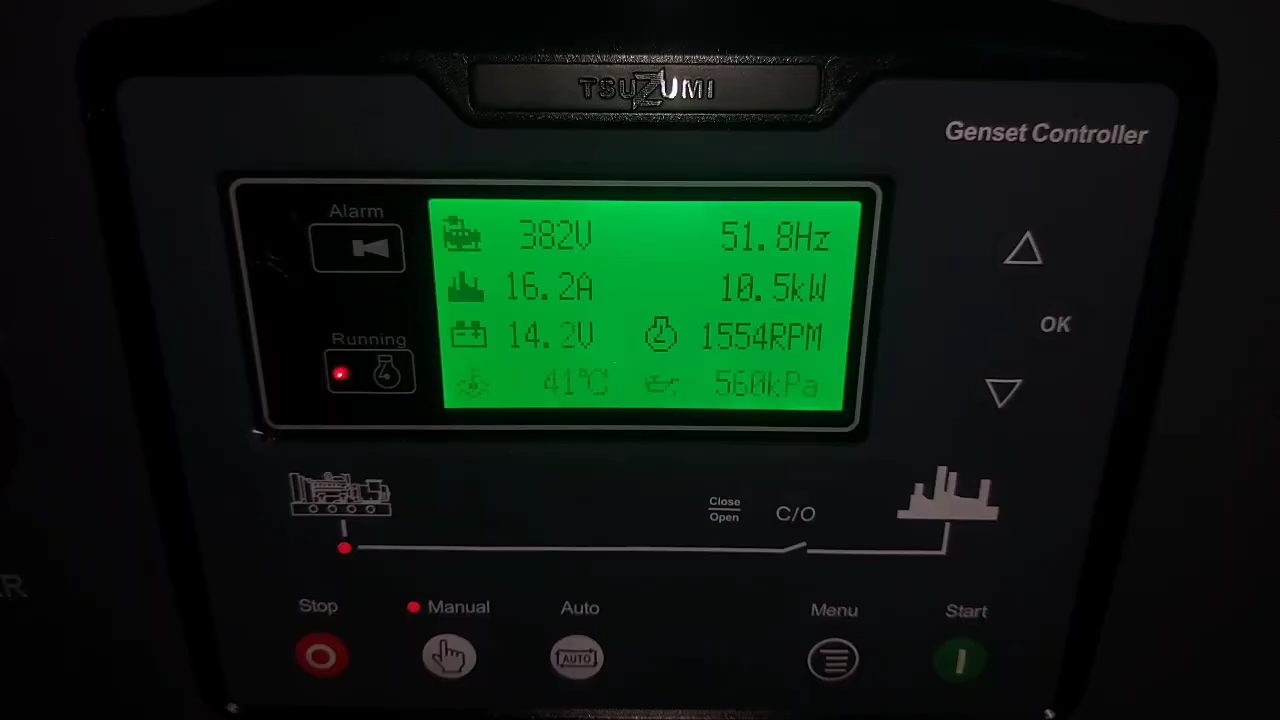 TSUZUMI
Genset Controller
Alarm
382V 51.8Hz
16.2A 10.5kW
OK
Running
14.2V 1554RPM
41℃ 560kPa
Close
Open
C/O
R
Stop Manual Auto Menu Start
AUTO